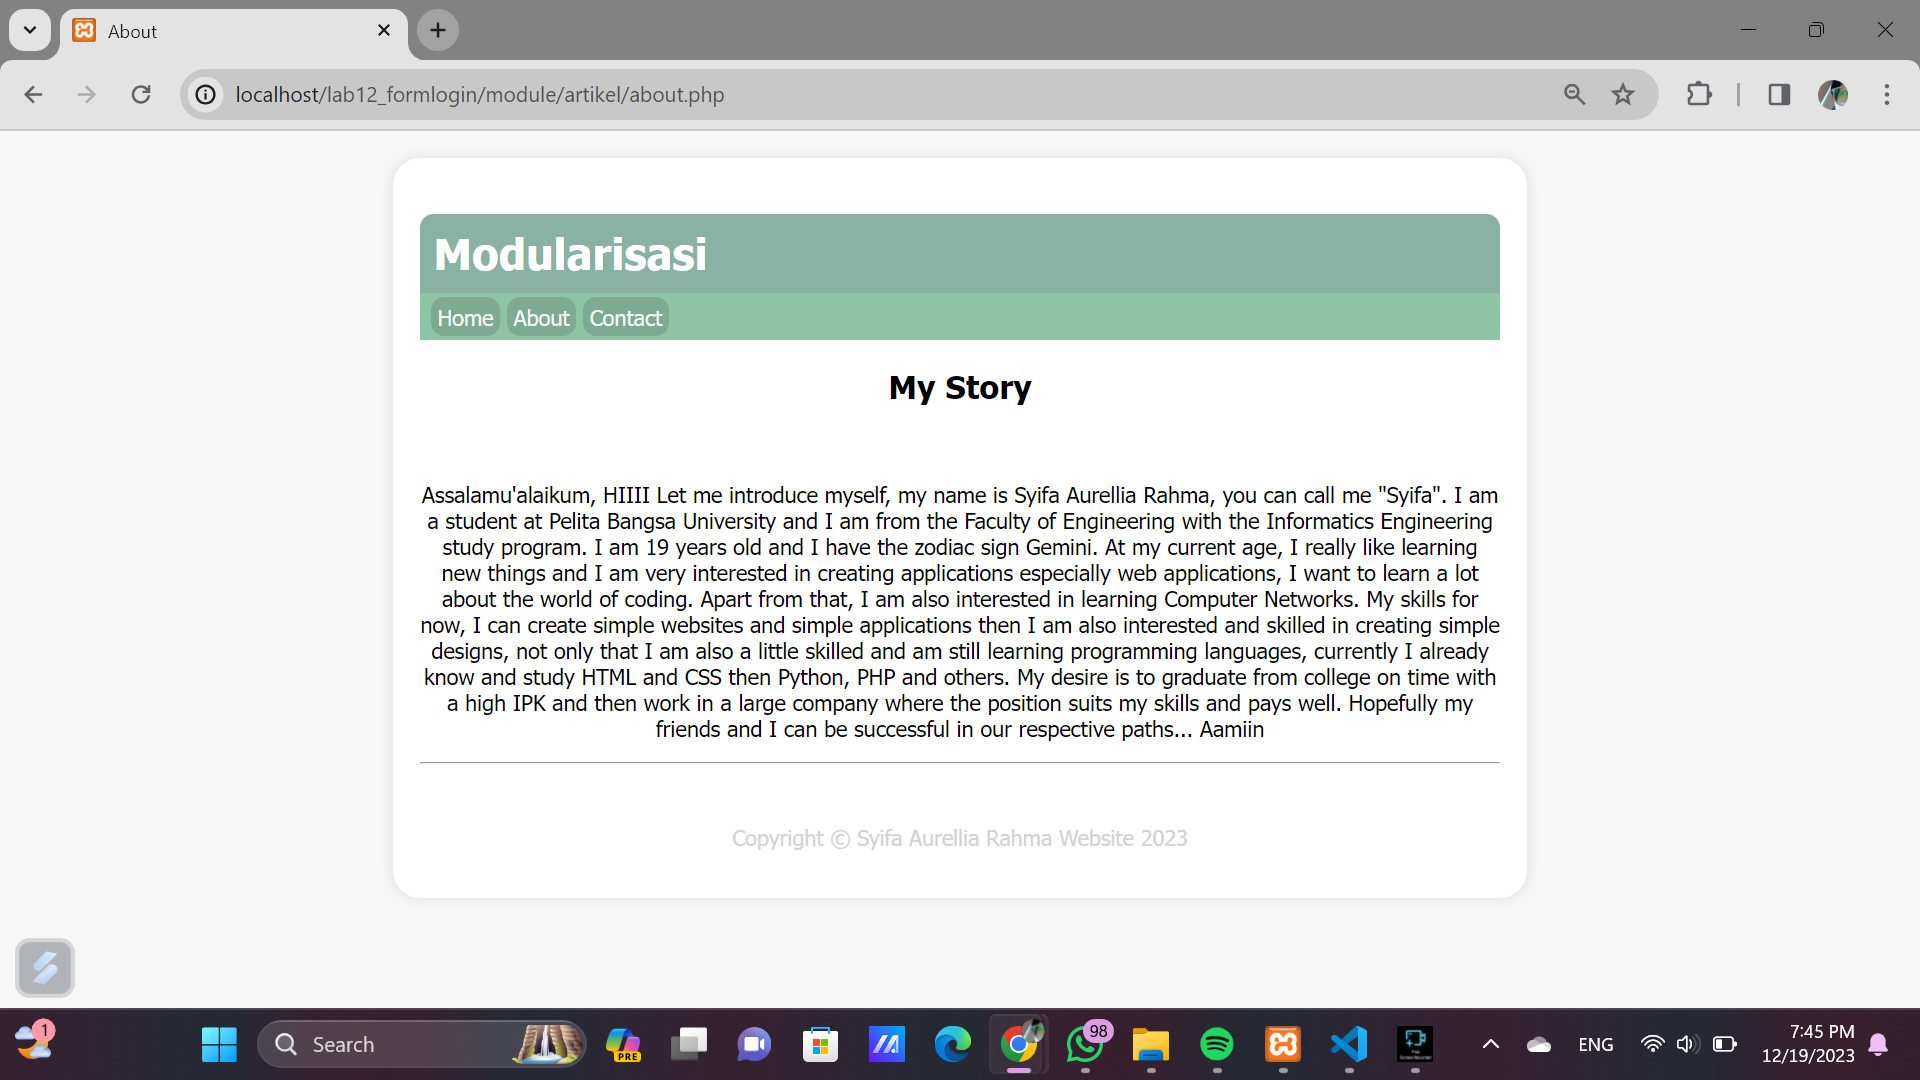 About
localhost/lab12_formlogin/module/artikel/about.php
Modularisasi
Home About Contact
My Story
Assalamu'alaikum, HIIII Let me introduce myself, my name is Syifa Aurellia Rahma, you can call me "Syifa". I am
a student at Pelita Bangsa University and I am from the Faculty of Engineering with the Informatics Engineering
study program. I am 19 years old and I have the zodiac sign Gemini. At my current age, I really like learning
new things and I am very interested in creating applications especially web applications, I want to learn a lot
about the world of coding. Apart from that, I am also interested in learning Computer Networks. My skills for
now, I can create simple websites and simple applications then I am also interested and skilled in creating simple
designs, not only that I am also a little skilled and am still learning programming languages, currently I already
know and study HTML and CSS then Python, PHP and others. My desire is to graduate from college on time with
a high IPK and then work in a large company where the position suits my skills and pays well. Hopefully my
friends and I can be successful in our respective paths... Aamiin
Copyright © Syifa Aurellia Rahma Website 2023
1
Search
PRE
98
ENG
7:45 PM
12/19/2023